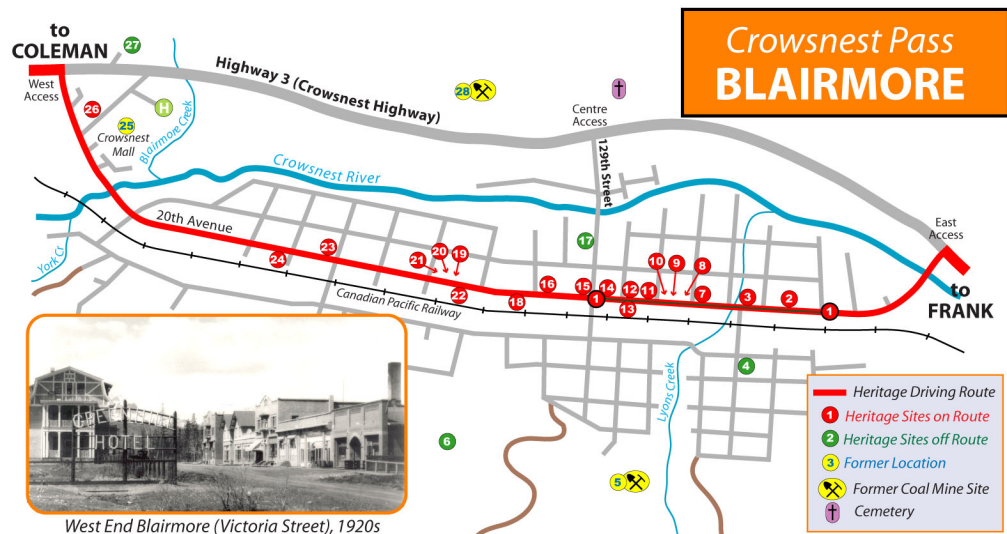 to
COLEMAN
27
Crowsnest Pass
BLAIRMORE
Highway 3 (Crowsnest Highway)
West
Access
28
26
H
25
Crowsnest
Mall
Blairmore Creek
Centre
Access
129th Street
Crowsnest River
20th Avenue
East
Access
York Cr.
23
24
21
20
19
22
Canadian Pacific Railway
17
16
18
15
1
14
12
11
13
10
9
8
7
3
2
1
to
FRANK
4
Lyons Creek
6
5
GREENHILL
HOTEL
West End Blairmore (Victoria Street), 1920s
Heritage Driving Route
1 Heritage Sites on Route
2 Heritage Sites off Route
3 Former Location
Former Coal Mine Site
Cemetery